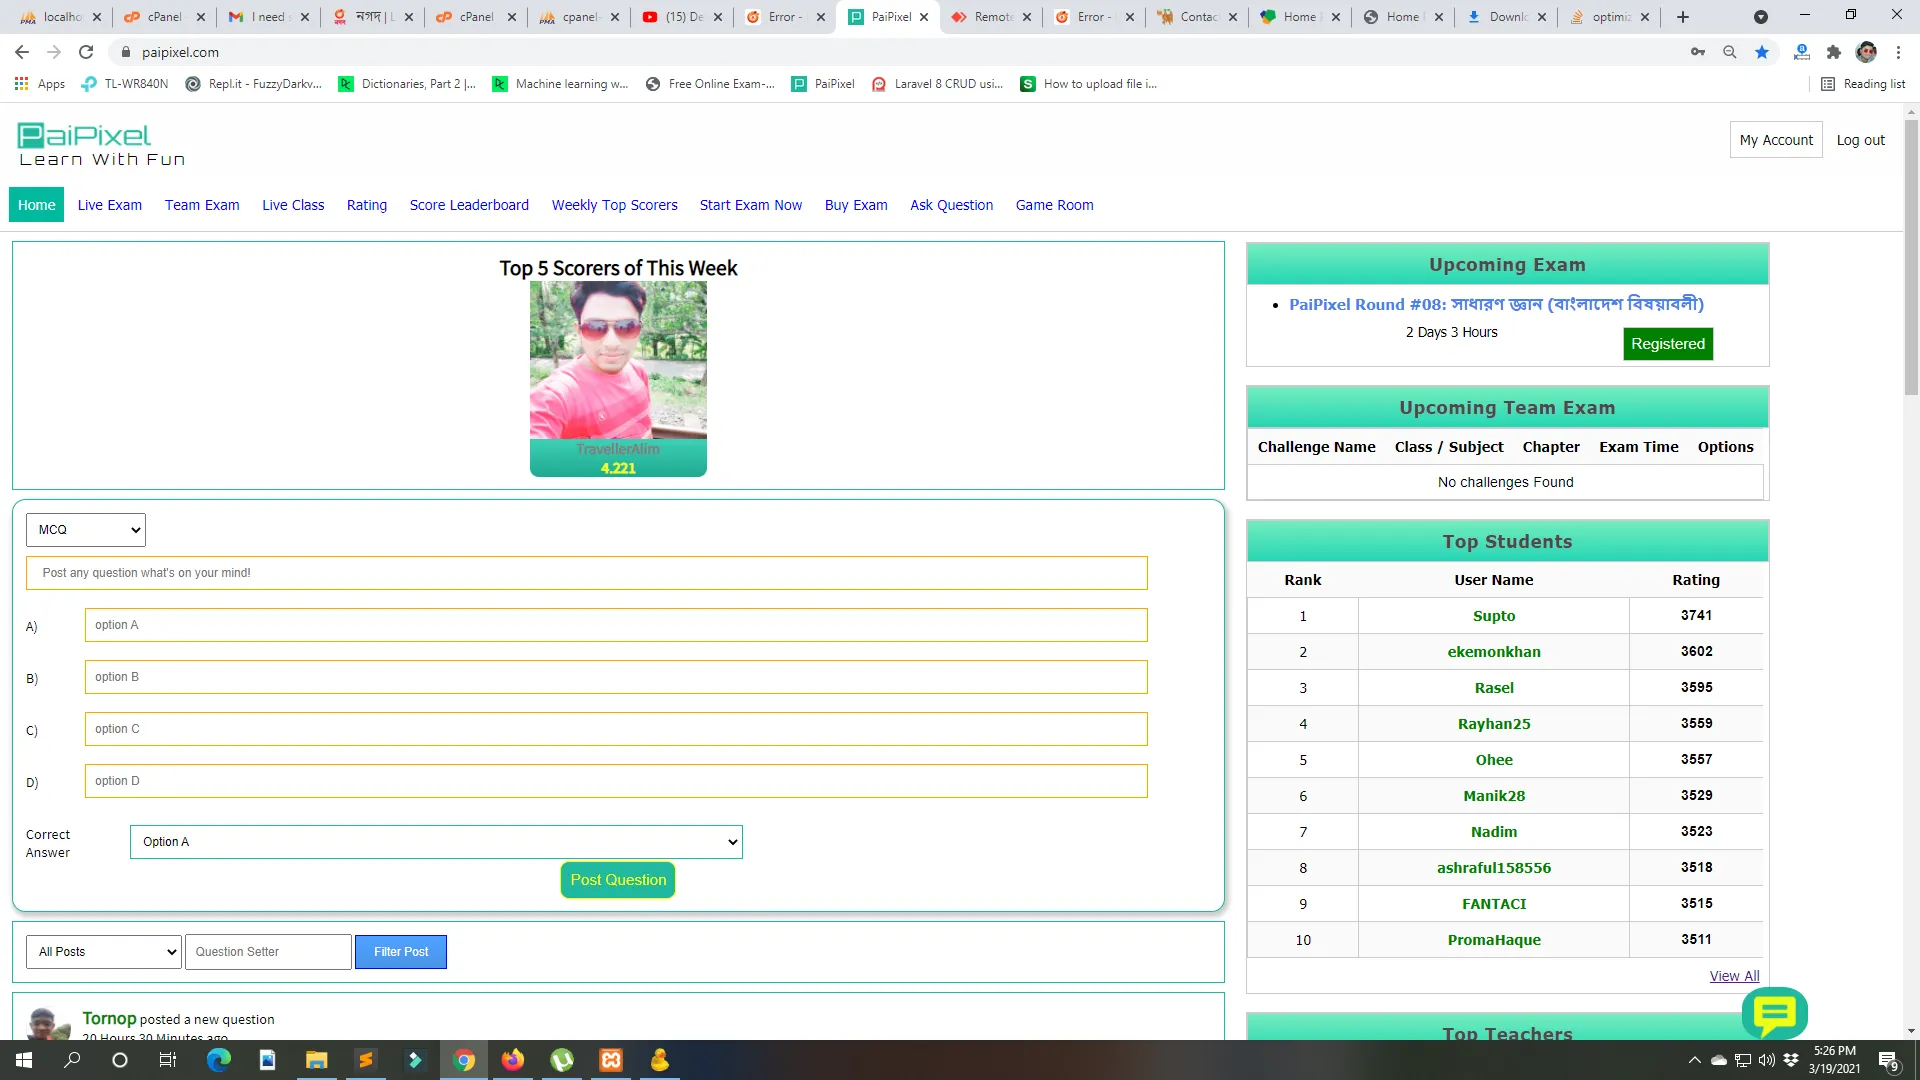 localho
cPanel
I need
নগদ | L
cPanel
cpanel-
(15) De
Error -
PaiPixel
Remote
Error -
Contac
Home
Home
Downlo
optimiz
paipixel.com
Apps
TL-WR840N
Repl.it - FuzzyDarkv...
Dictionaries, Part 2 |...
Machine learning w...
Free Online Exam-...
PaiPixel
Laravel 8 CRUD usi...
How to upload file i...
Reading list
PaiPixel
Learn With Fun
My Account
Log out
Home
Live Exam
Team Exam
Live Class
Rating
Score Leaderboard
Weekly Top Scorers
Start Exam Now
Buy Exam
Ask Question
Game Room
Top 5 Scorers of This Week
TravellerAlim
4.221
MCQ
Post any question what's on your mind!
A) option A
B) option B
C) option C
D) option D
Correct
Answer
Option A
Post Question
All Posts
Question Setter
Filter Post
Tornop posted a new question
20 Hours 30 Minutes ago
Upcoming Exam
PaiPixel Round #08: সাধারণ জ্ঞান (বাংলাদেশ বিষয়াবলী)
2 Days 3 Hours
Registered
Upcoming Team Exam
Challenge Name Class / Subject Chapter Exam Time Options
No challenges Found
Top Students
Rank User Name Rating
1 Supto 3741
2 ekemonkhan 3602
3 Rasel 3595
4 Rayhan25 3559
5 Ohee 3557
6 Manik28 3529
7 Nadim 3523
8 ashraful158556 3518
9 FANTACI 3515
10 PromaHaque 3511
View All
Top Teachers
5:26 PM
3/19/2021
9